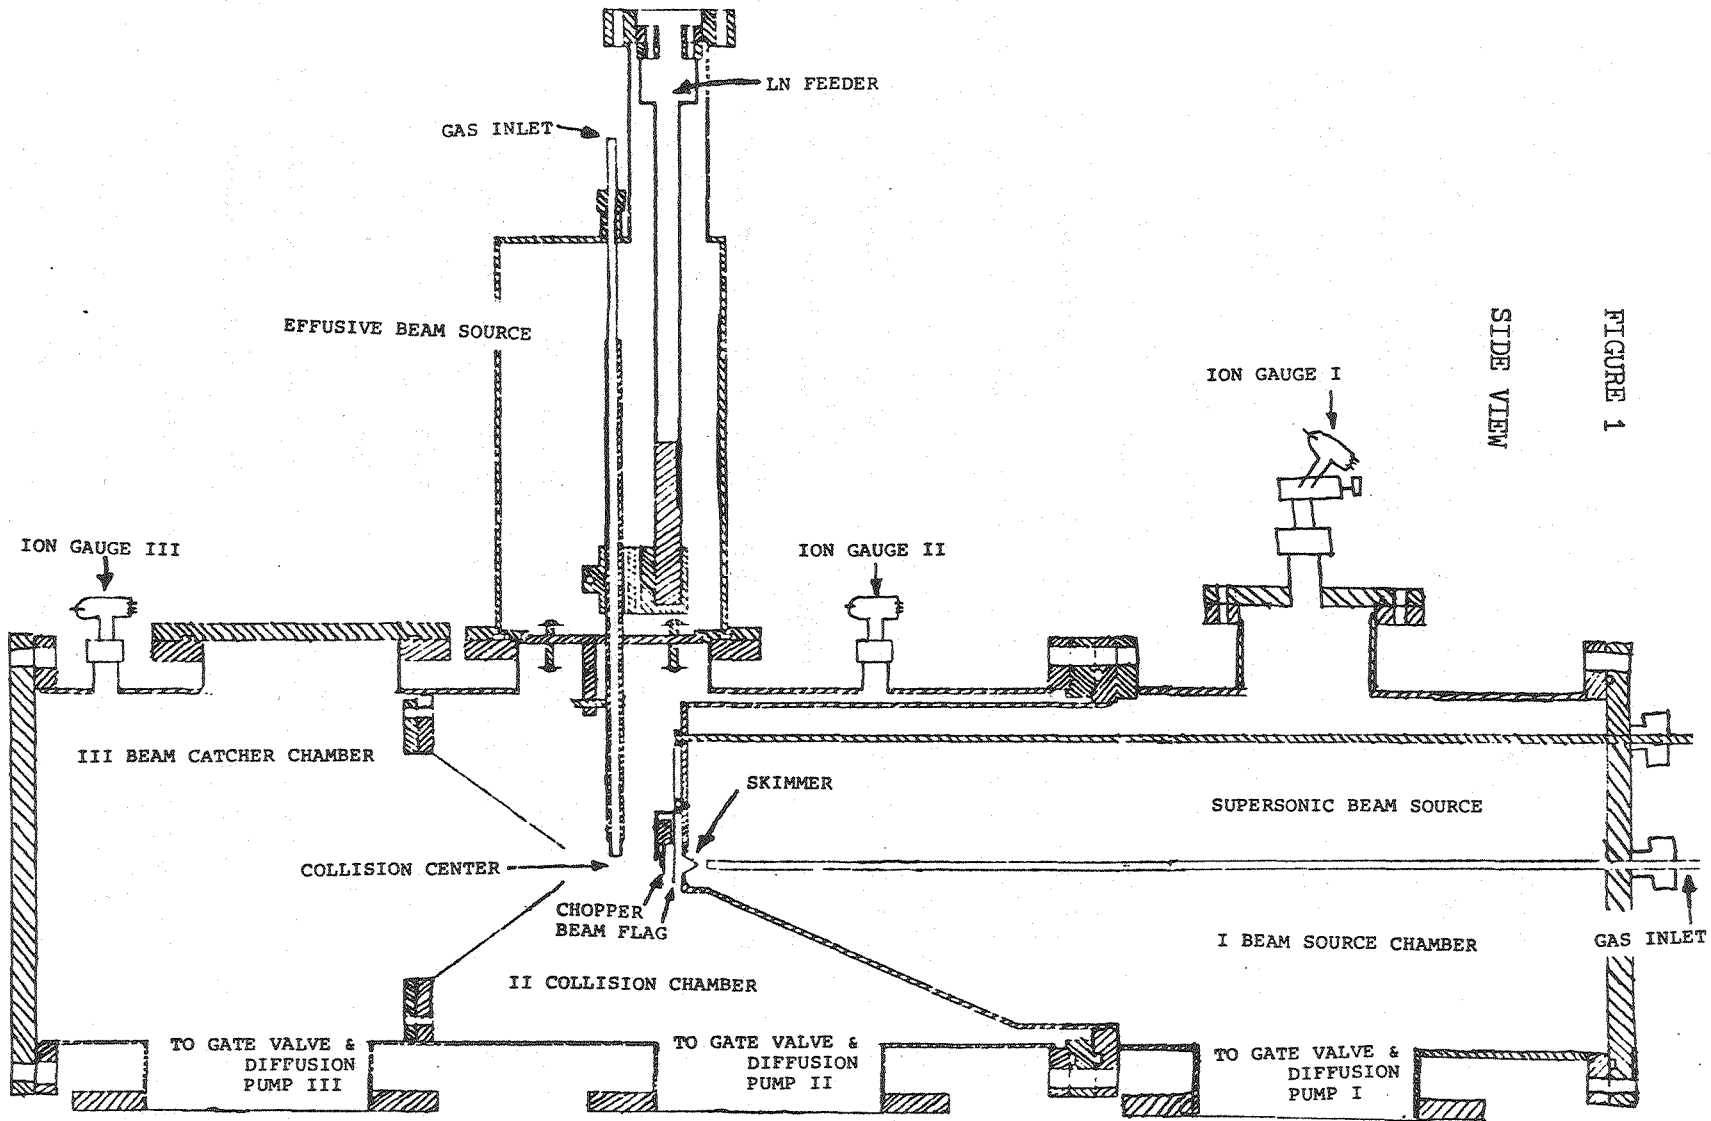 LN FEEDER
GAS INLET
EFFUSIVE BEAM SOURCE
FIGURE 1
SIDE VIEW
ION GAUGE I
ION GAUGE III
ION GAUGE II
III BEAM CATCHER CHAMBER
SKIMMER
SUPERSONIC BEAM SOURCE
COLLISION CENTER
CHOPPER
BEAM FLAG
I BEAM SOURCE CHAMBER
GAS INLET
II COLLISION CHAMBER
TO GATE VALVE &
DIFFUSION
PUMP III
TO GATE VALVE &
DIFFUSION
PUMP II
TO GATE VALVE &
DIFFUSION
PUMP I